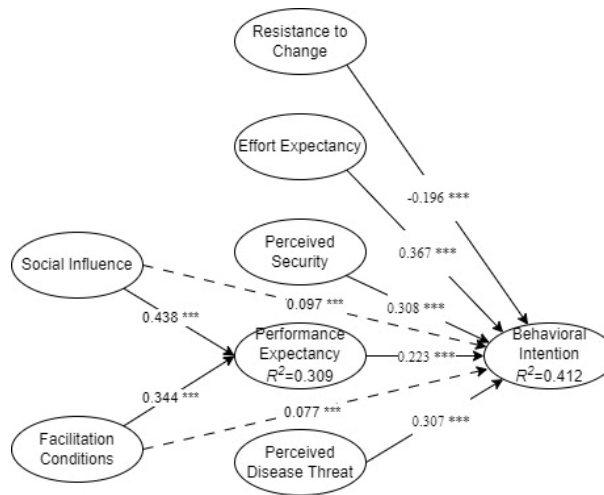 Resistance to
Change
Effort Expectancy
-0.196 ***
Perceived
Security
0.367 ***
Social Influence
0.097 ***
0.308 ***
0.438 ***
Performance
Expectancy
R²=0.309
0.223 ***
Behavioral
Intention
R²=0.412
0.344 ***
0.077 ***
Facilitation
Conditions
0.307 ***
Perceived
Disease Threat